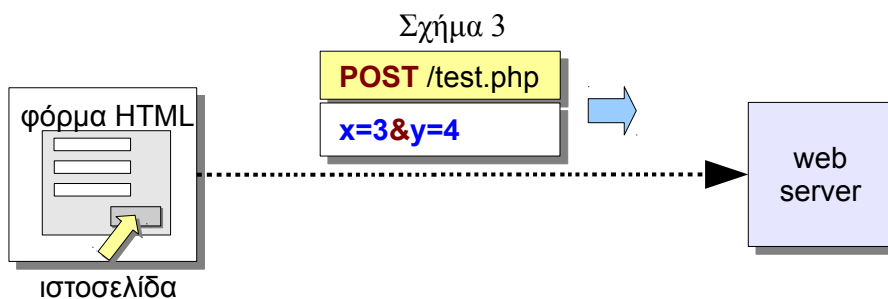 Σχήμα 3
POST /test.php
x=3&y=4
φόρμα HTML
ιστοσελίδα
web
server